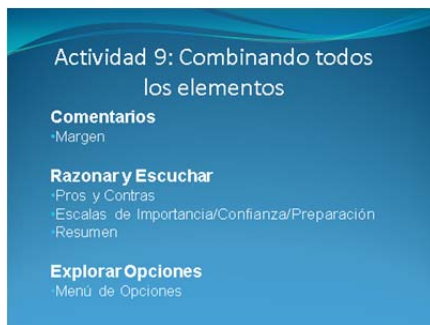 Actividad 9: Combinando todos
los elementos
Comentarios
•Margen
Razonar y Escuchar
•Pros y Contras
•Escalas de Importancia/Confianza/Preparación
•Resumen
Explorar Opciones
•Menú de Opciones